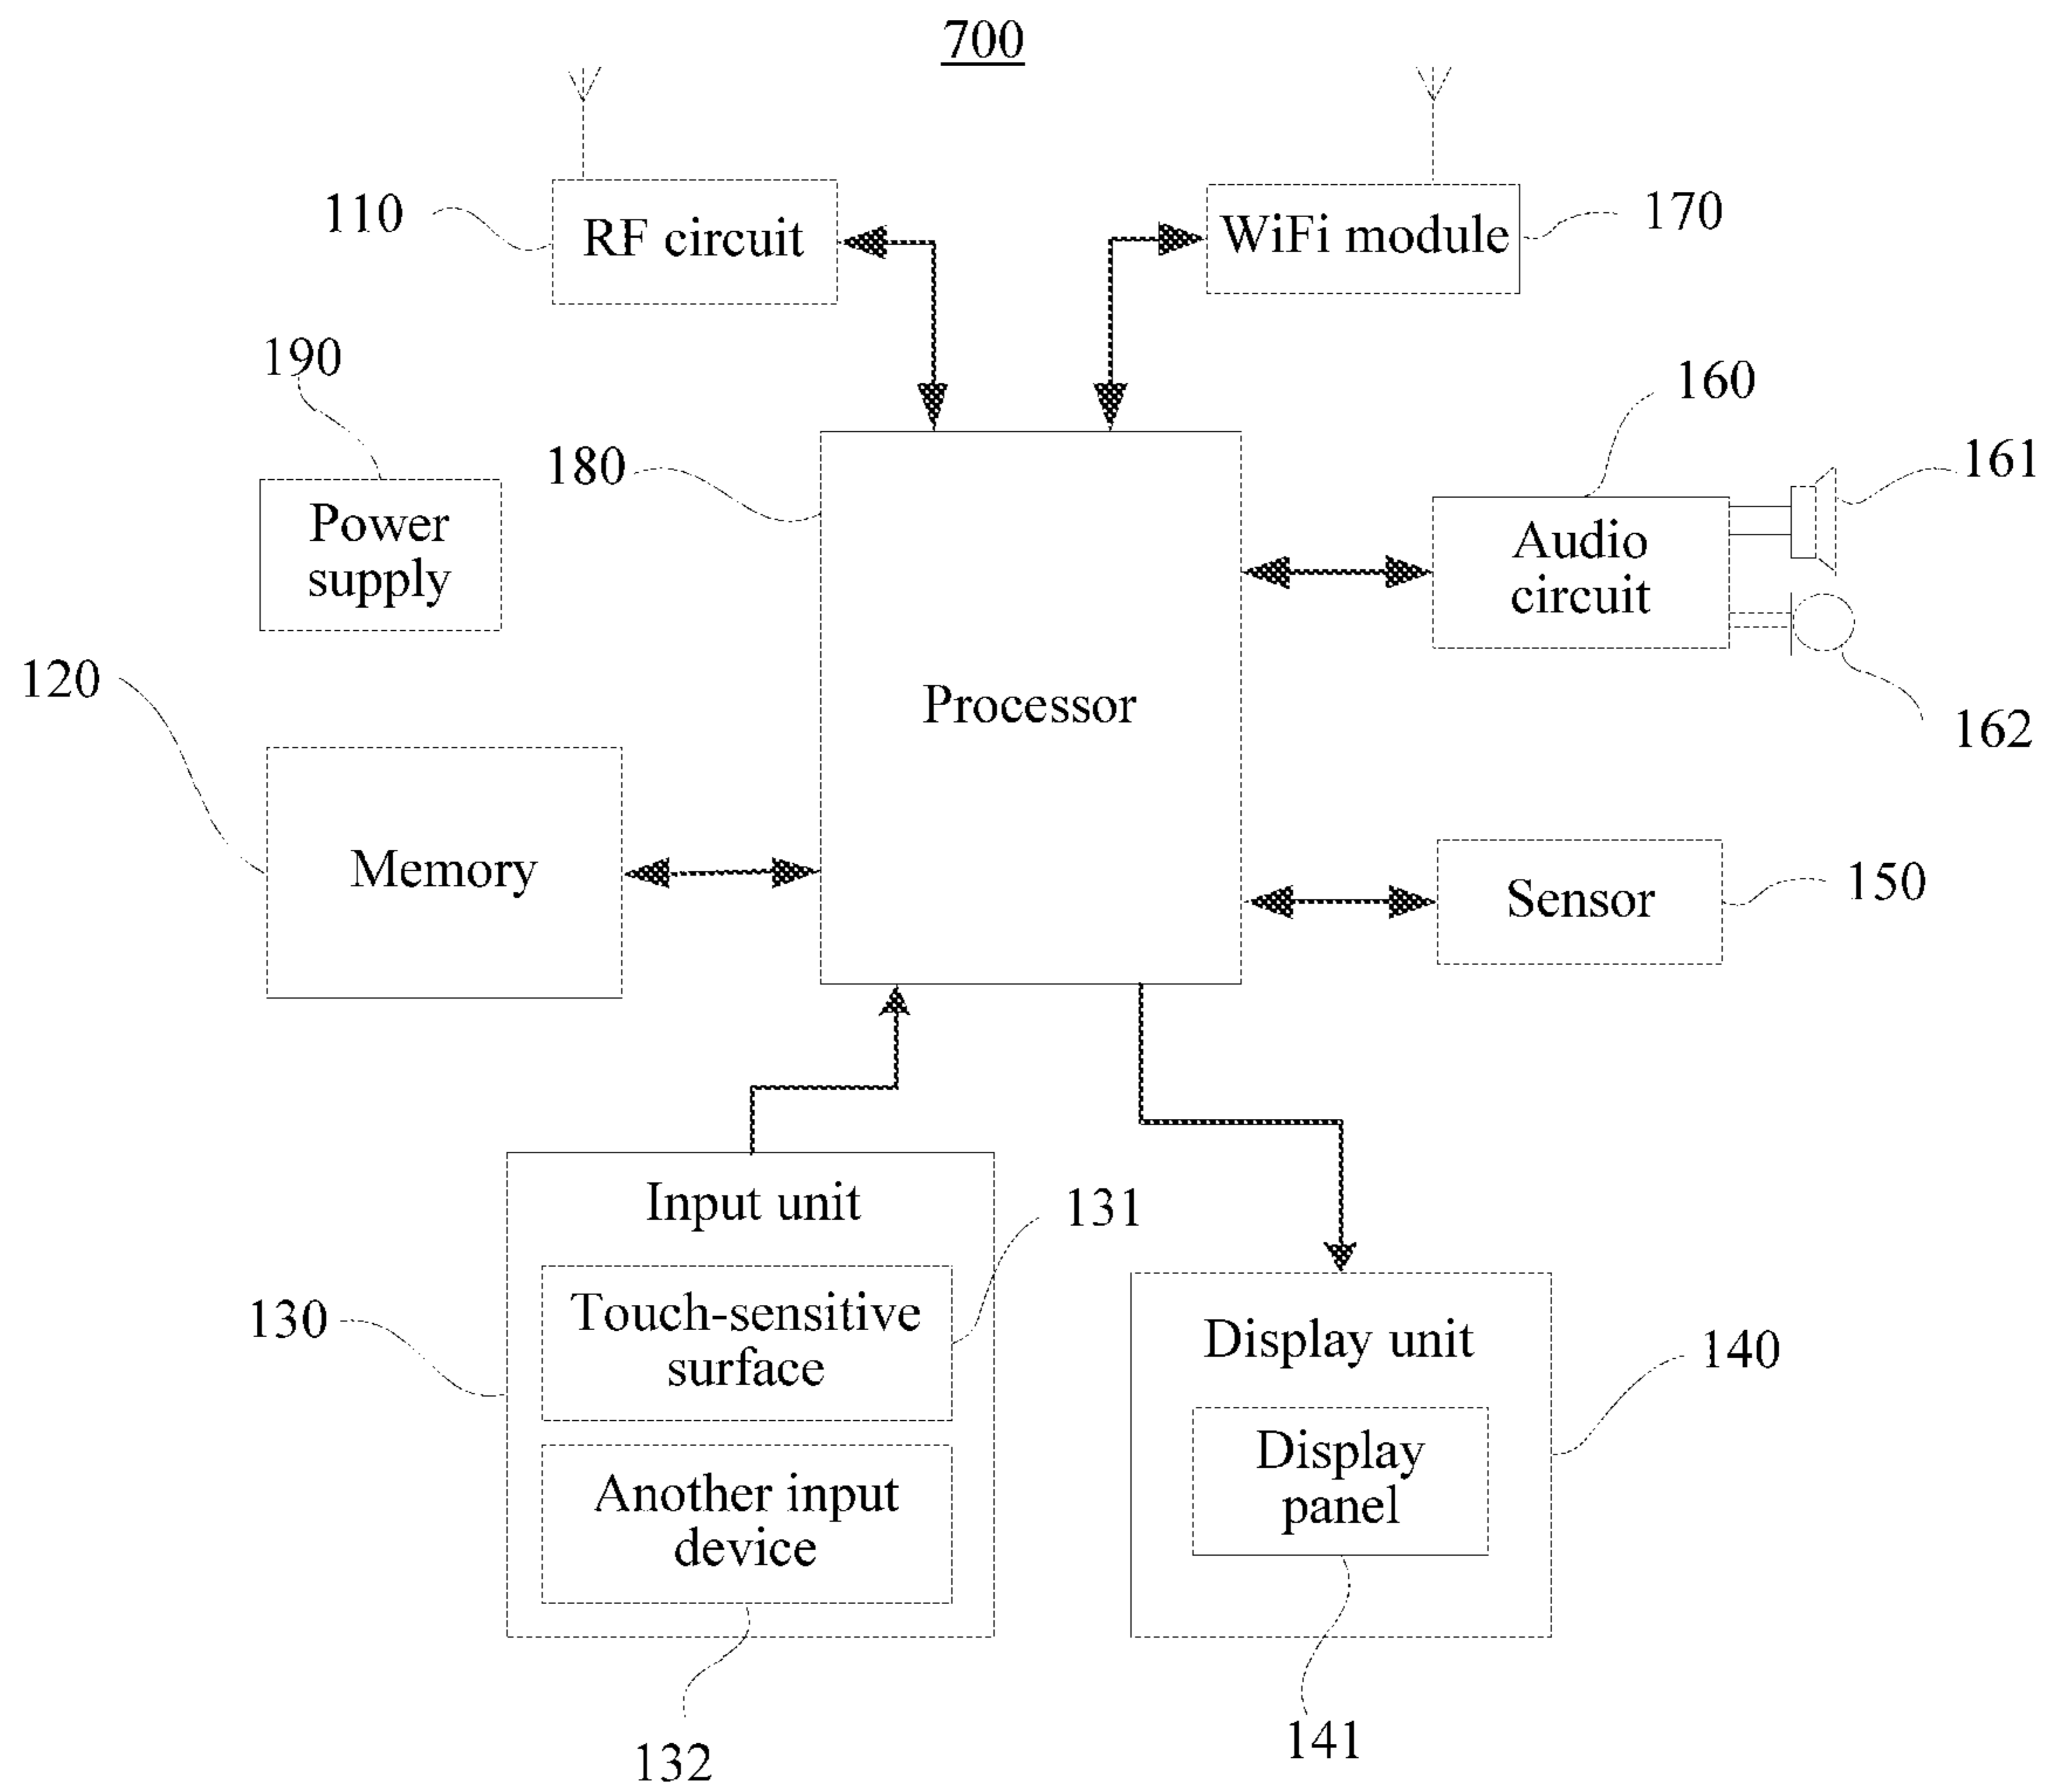 700
110
RF circuit
WiFi module
170
190
160
180
161
Power
supply
Audio
circuit
120
Processor
162
Memory
Sensor
150
Input unit
131
130
Touch-sensitive
surface
Display unit
140
Another input
device
Display
panel
132
141